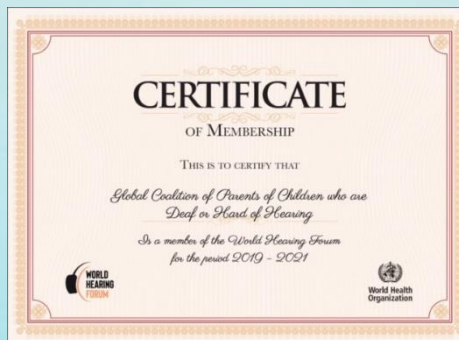 CERTIFICATE
OF MEMBERSHIP
THIS IS TO CERTIFY THAT
Global Coalition of Parents of Children who are
Deaf or Hard of Hearing
Is a member of the World Hearing Forum
for the period 2019 - 2021
WORLD
HEARING
FORUM
World Health
Organization